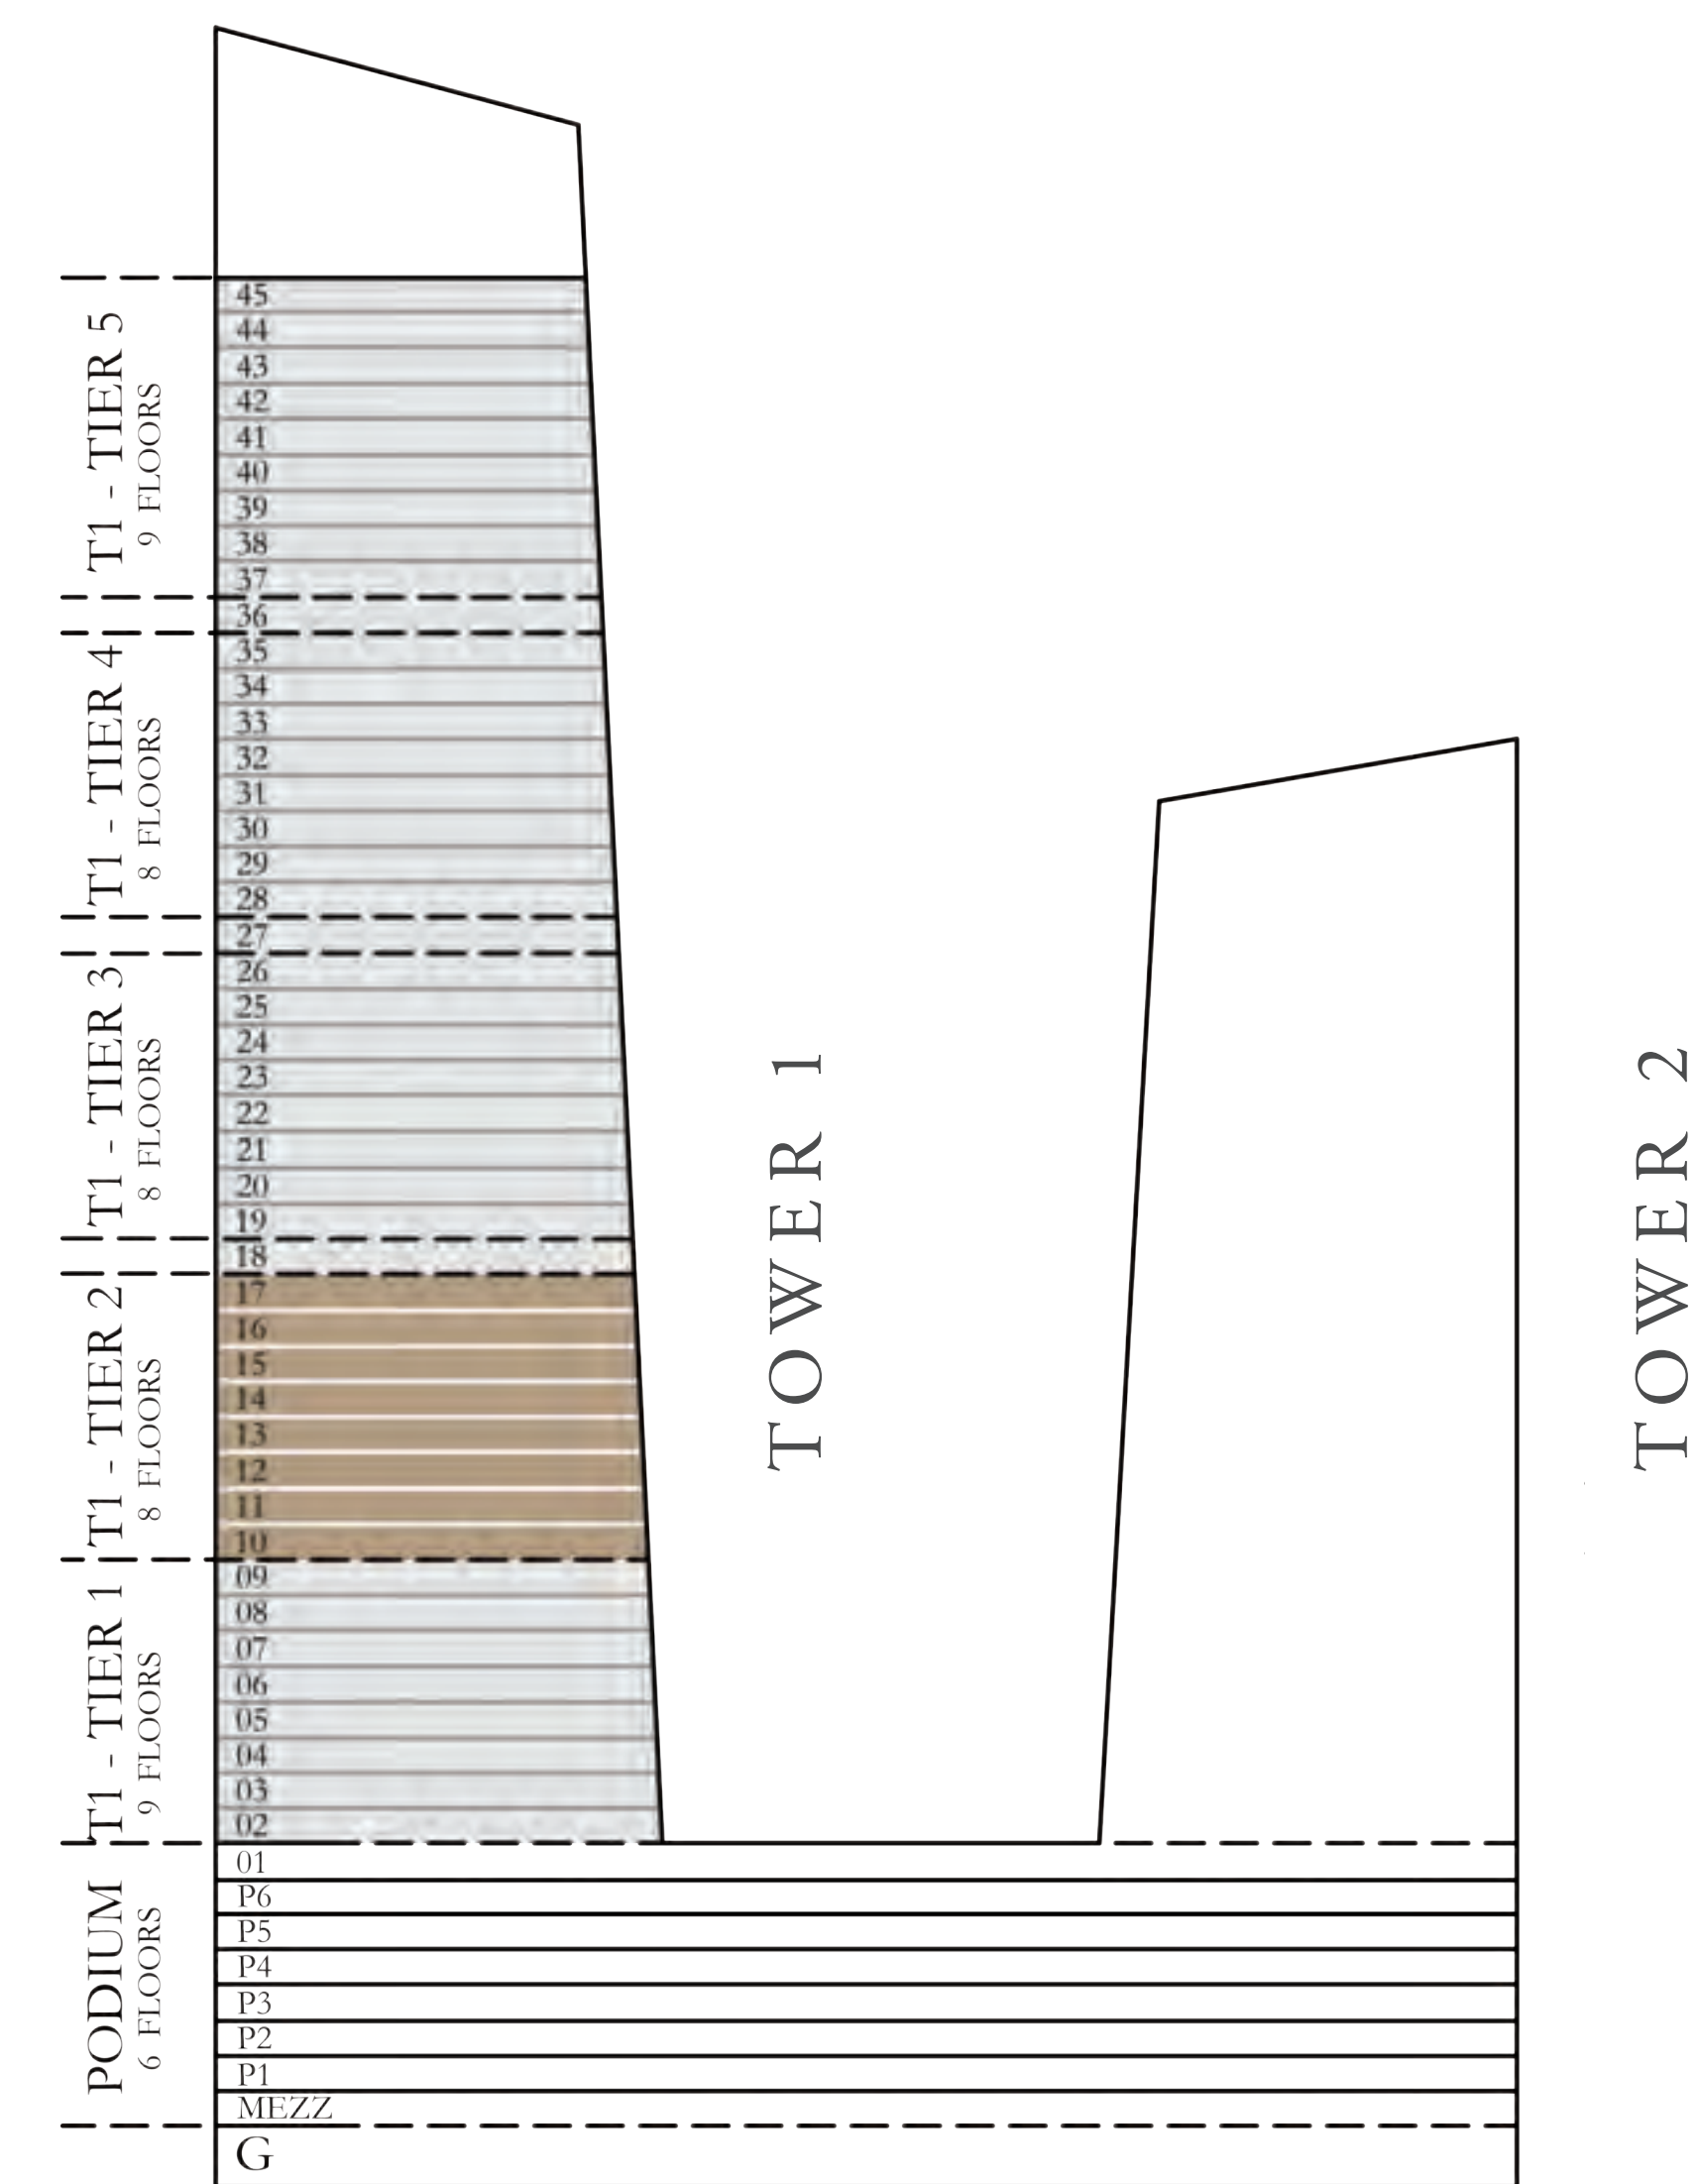 T1 - TIER 5
9 FLOORS
T1 - TIER 4
8 FLOORS
T1 - TIER 3
8 FLOORS
T1 - TIER 2
8 FLOORS
T1 - TIER 1
9 FLOORS
PODIUM
6 FLOORS
45
44
43
42
41
40
39
38
37
36
35
34
33
32
31
30
29
28
27
26
25
24
23
22
21
20
19
18
17
16
15
14
13
12
11
10
09
08
07
06
05
04
03
02
01
P6
P5
P4
P3
P2
P1
MEZZ
G
TOWER 1
TOWER 2